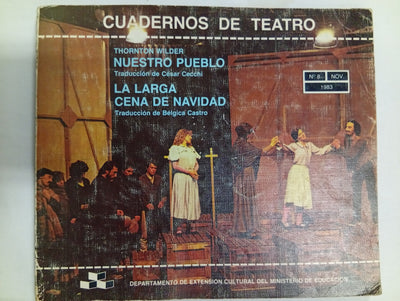 CUADERNOS DE TEATRO
THORNTON WILDER
NUESTRO PUEBLO
Traducción de César Cecchi
LA LARGA
CENA DE NAVIDAD
Traducción de Bélgica Castro
Nº 8 NOV.
1983
DEPARTAMENTO DE EXTENSION CULTURAL DEL MINISTERIO DE EDUCACION